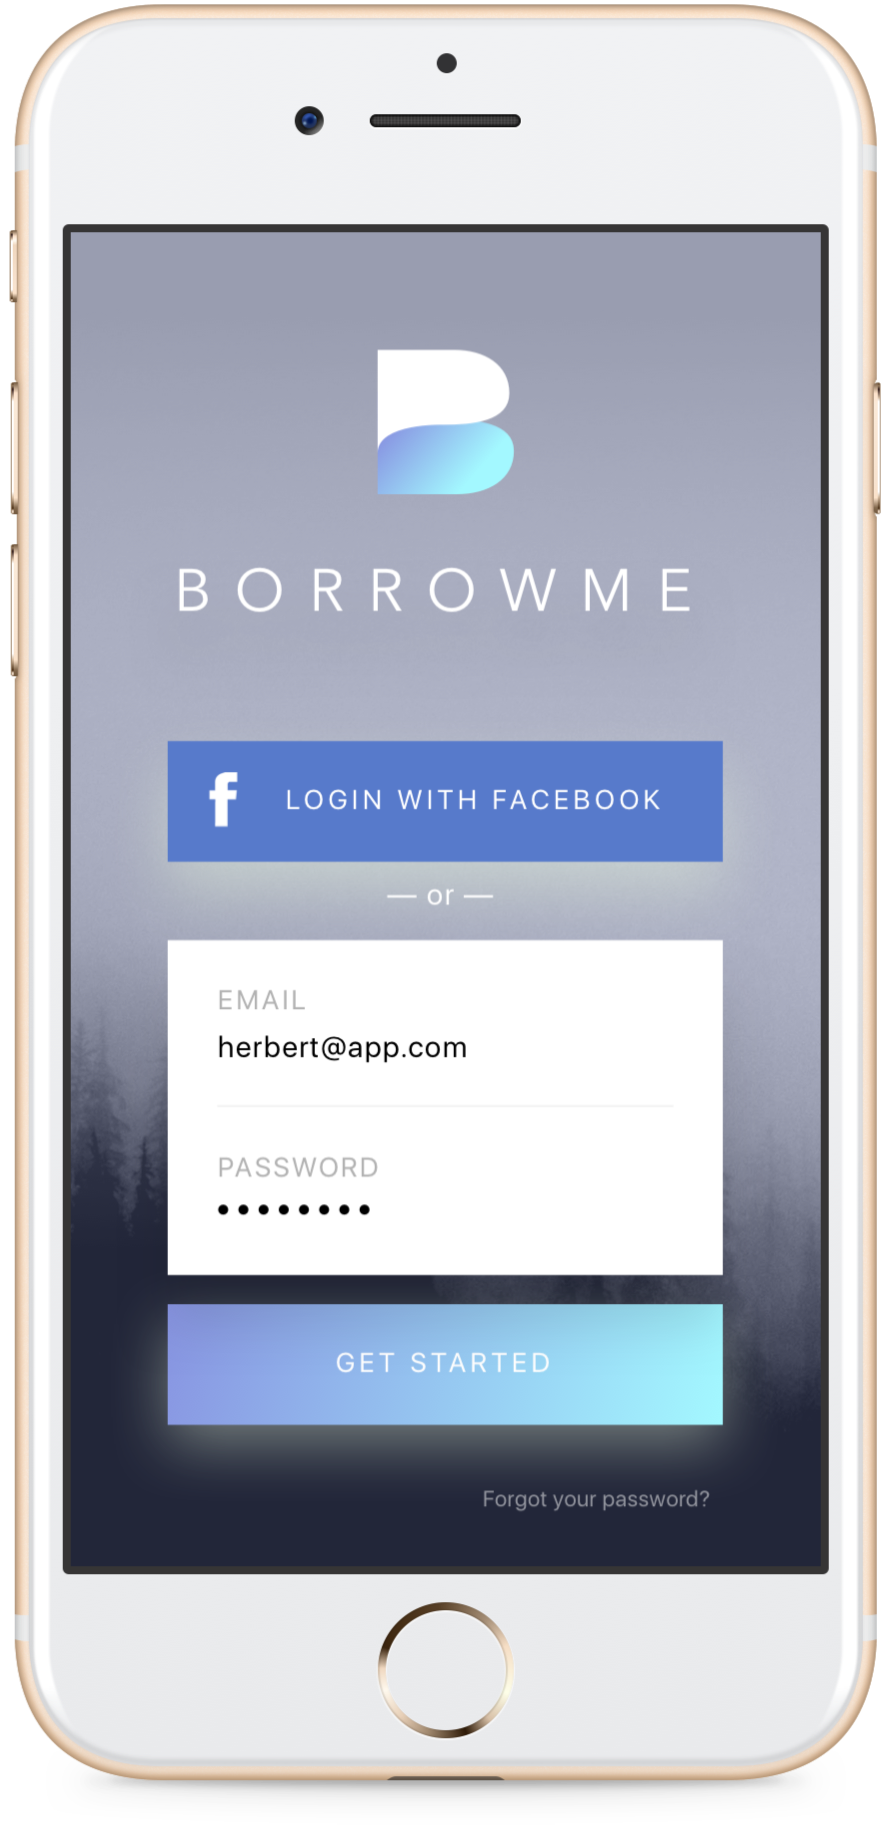 BORROWME
f LOGIN WITH FACEBOOK
— or —
EMAIL
herbert@app.com
PASSWORD
••••••••
GET STARTED
Forgot your password?